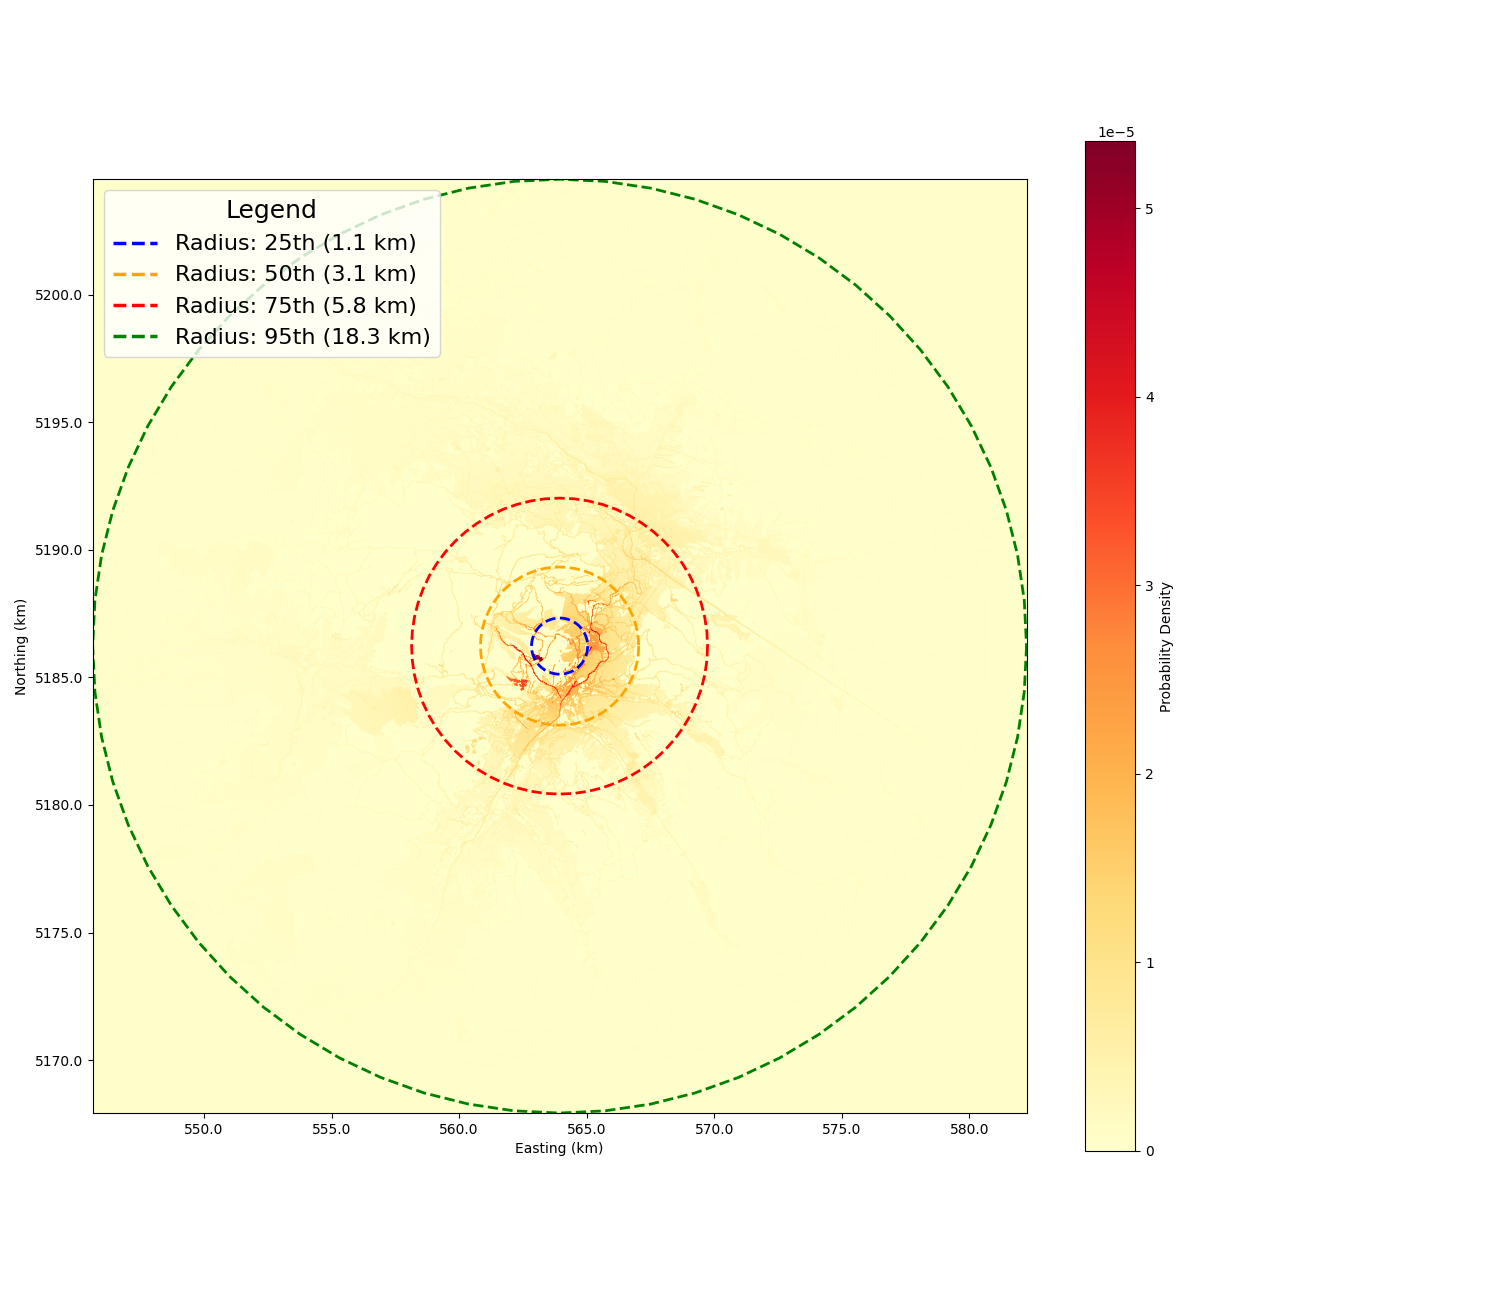 1e−5
Legend
Radius: 25th (1.1 km)
Radius: 50th (3.1 km)
Radius: 75th (5.8 km)
Radius: 95th (18.3 km)
5200.0
5195.0
5190.0
5185.0
5180.0
5175.0
5170.0
Northing (km)
550.0 555.0 560.0 565.0 570.0 575.0 580.0
Easting (km)
5
4
3
2
1
0
Probability Density